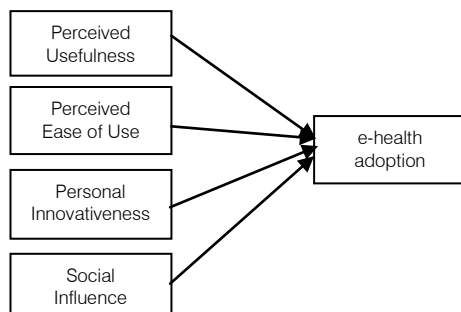 Perceived
Usefulness
Perceived
Ease of Use
e-health
adoption
Personal
Innovativeness
Social
Influence